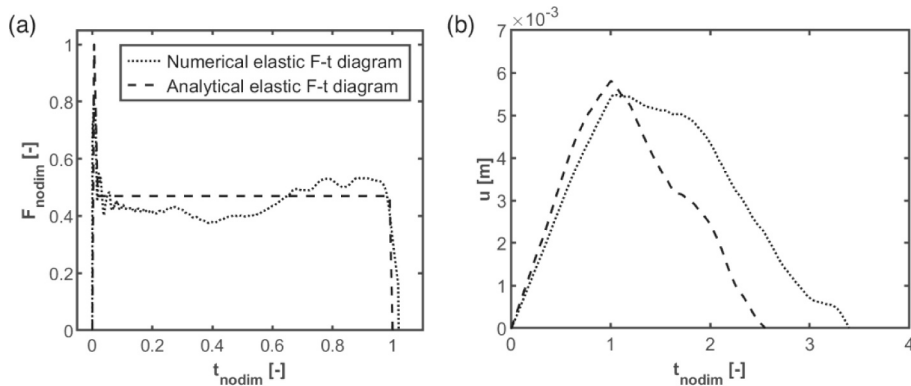 (a)
1
0.8
0.6
0.4
0.2
0
F_nodim [-]
Numerical elastic F-t diagram
Analytical elastic F-t diagram
0 0.2 0.4 0.6 0.8 1
t_nodim [-]
(b)
×10^-3
7
6
5
4
3
2
1
0
u [m]
0 1 2 3 4
t_nodim [-]